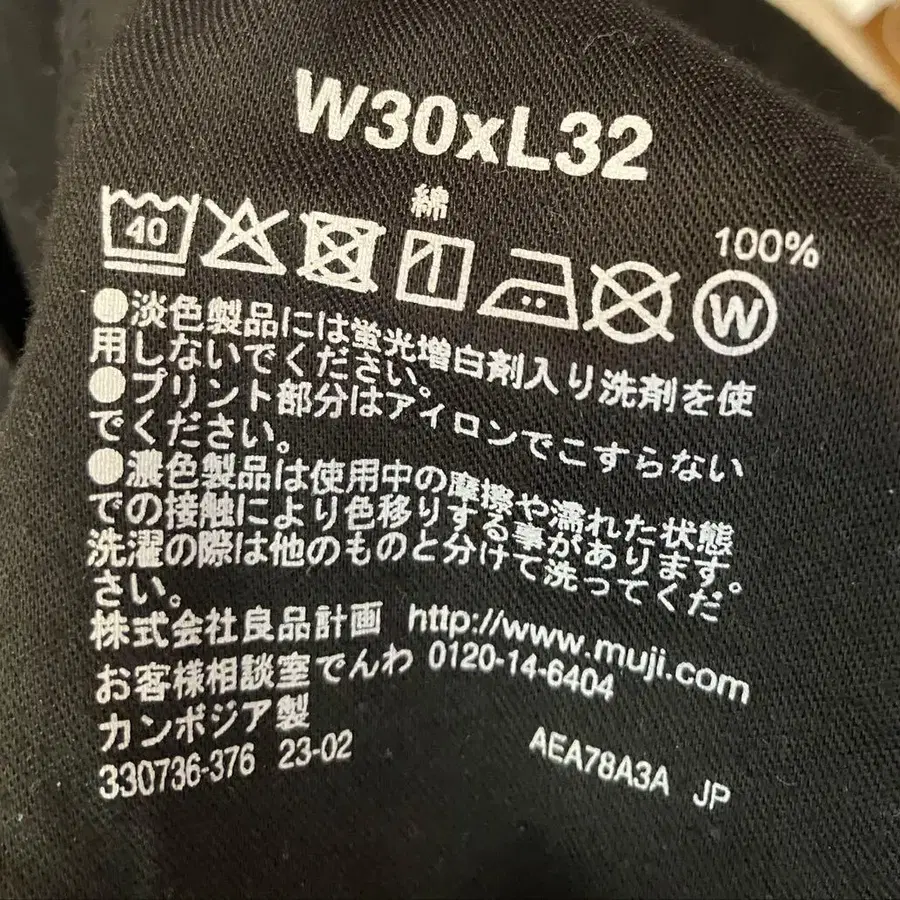 W30xL32
綿 100%
40
W
●淡色製品には蛍光増白剤入り洗剤を使
用しないでください。
●プリント部分はアイロンでこすらない
でください。
●濃色製品は使用中の摩擦や濡れた状態
での接触により色移りする事があります。
洗濯の際は他のものと分けて洗ってくだ
さい。
株式会社良品計画 http://www.muji.com
お客様相談室でんわ 0120-14-6404
カンボジア製
330736-376 23-02 AEA78A3A JP